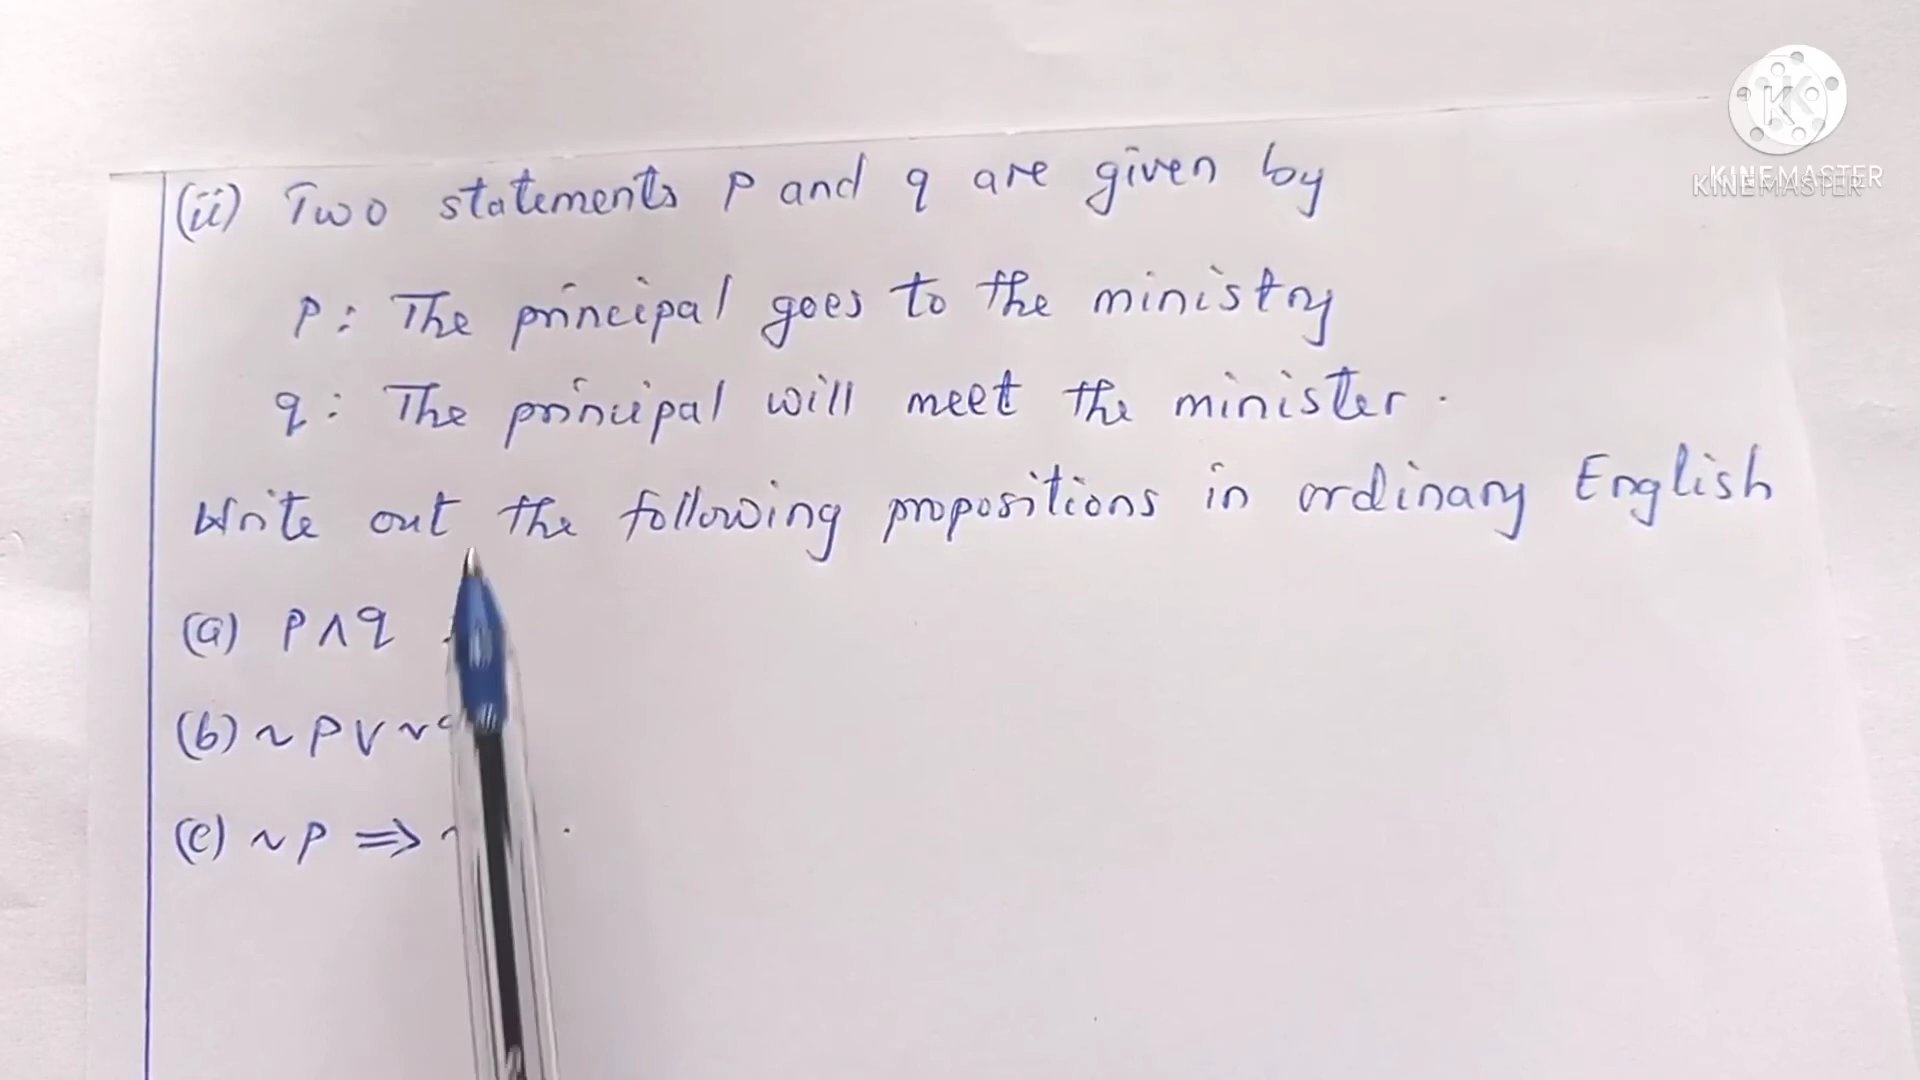 (ii) Two statements p and q are given by
p: The principal goes to the ministry
q: The principal will meet the minister.
Write out the following propositions in ordinary English
(a) p ∧ q
(b) ~p ∨ ~
(c) ~p ⇒ ~
KINEMASTER